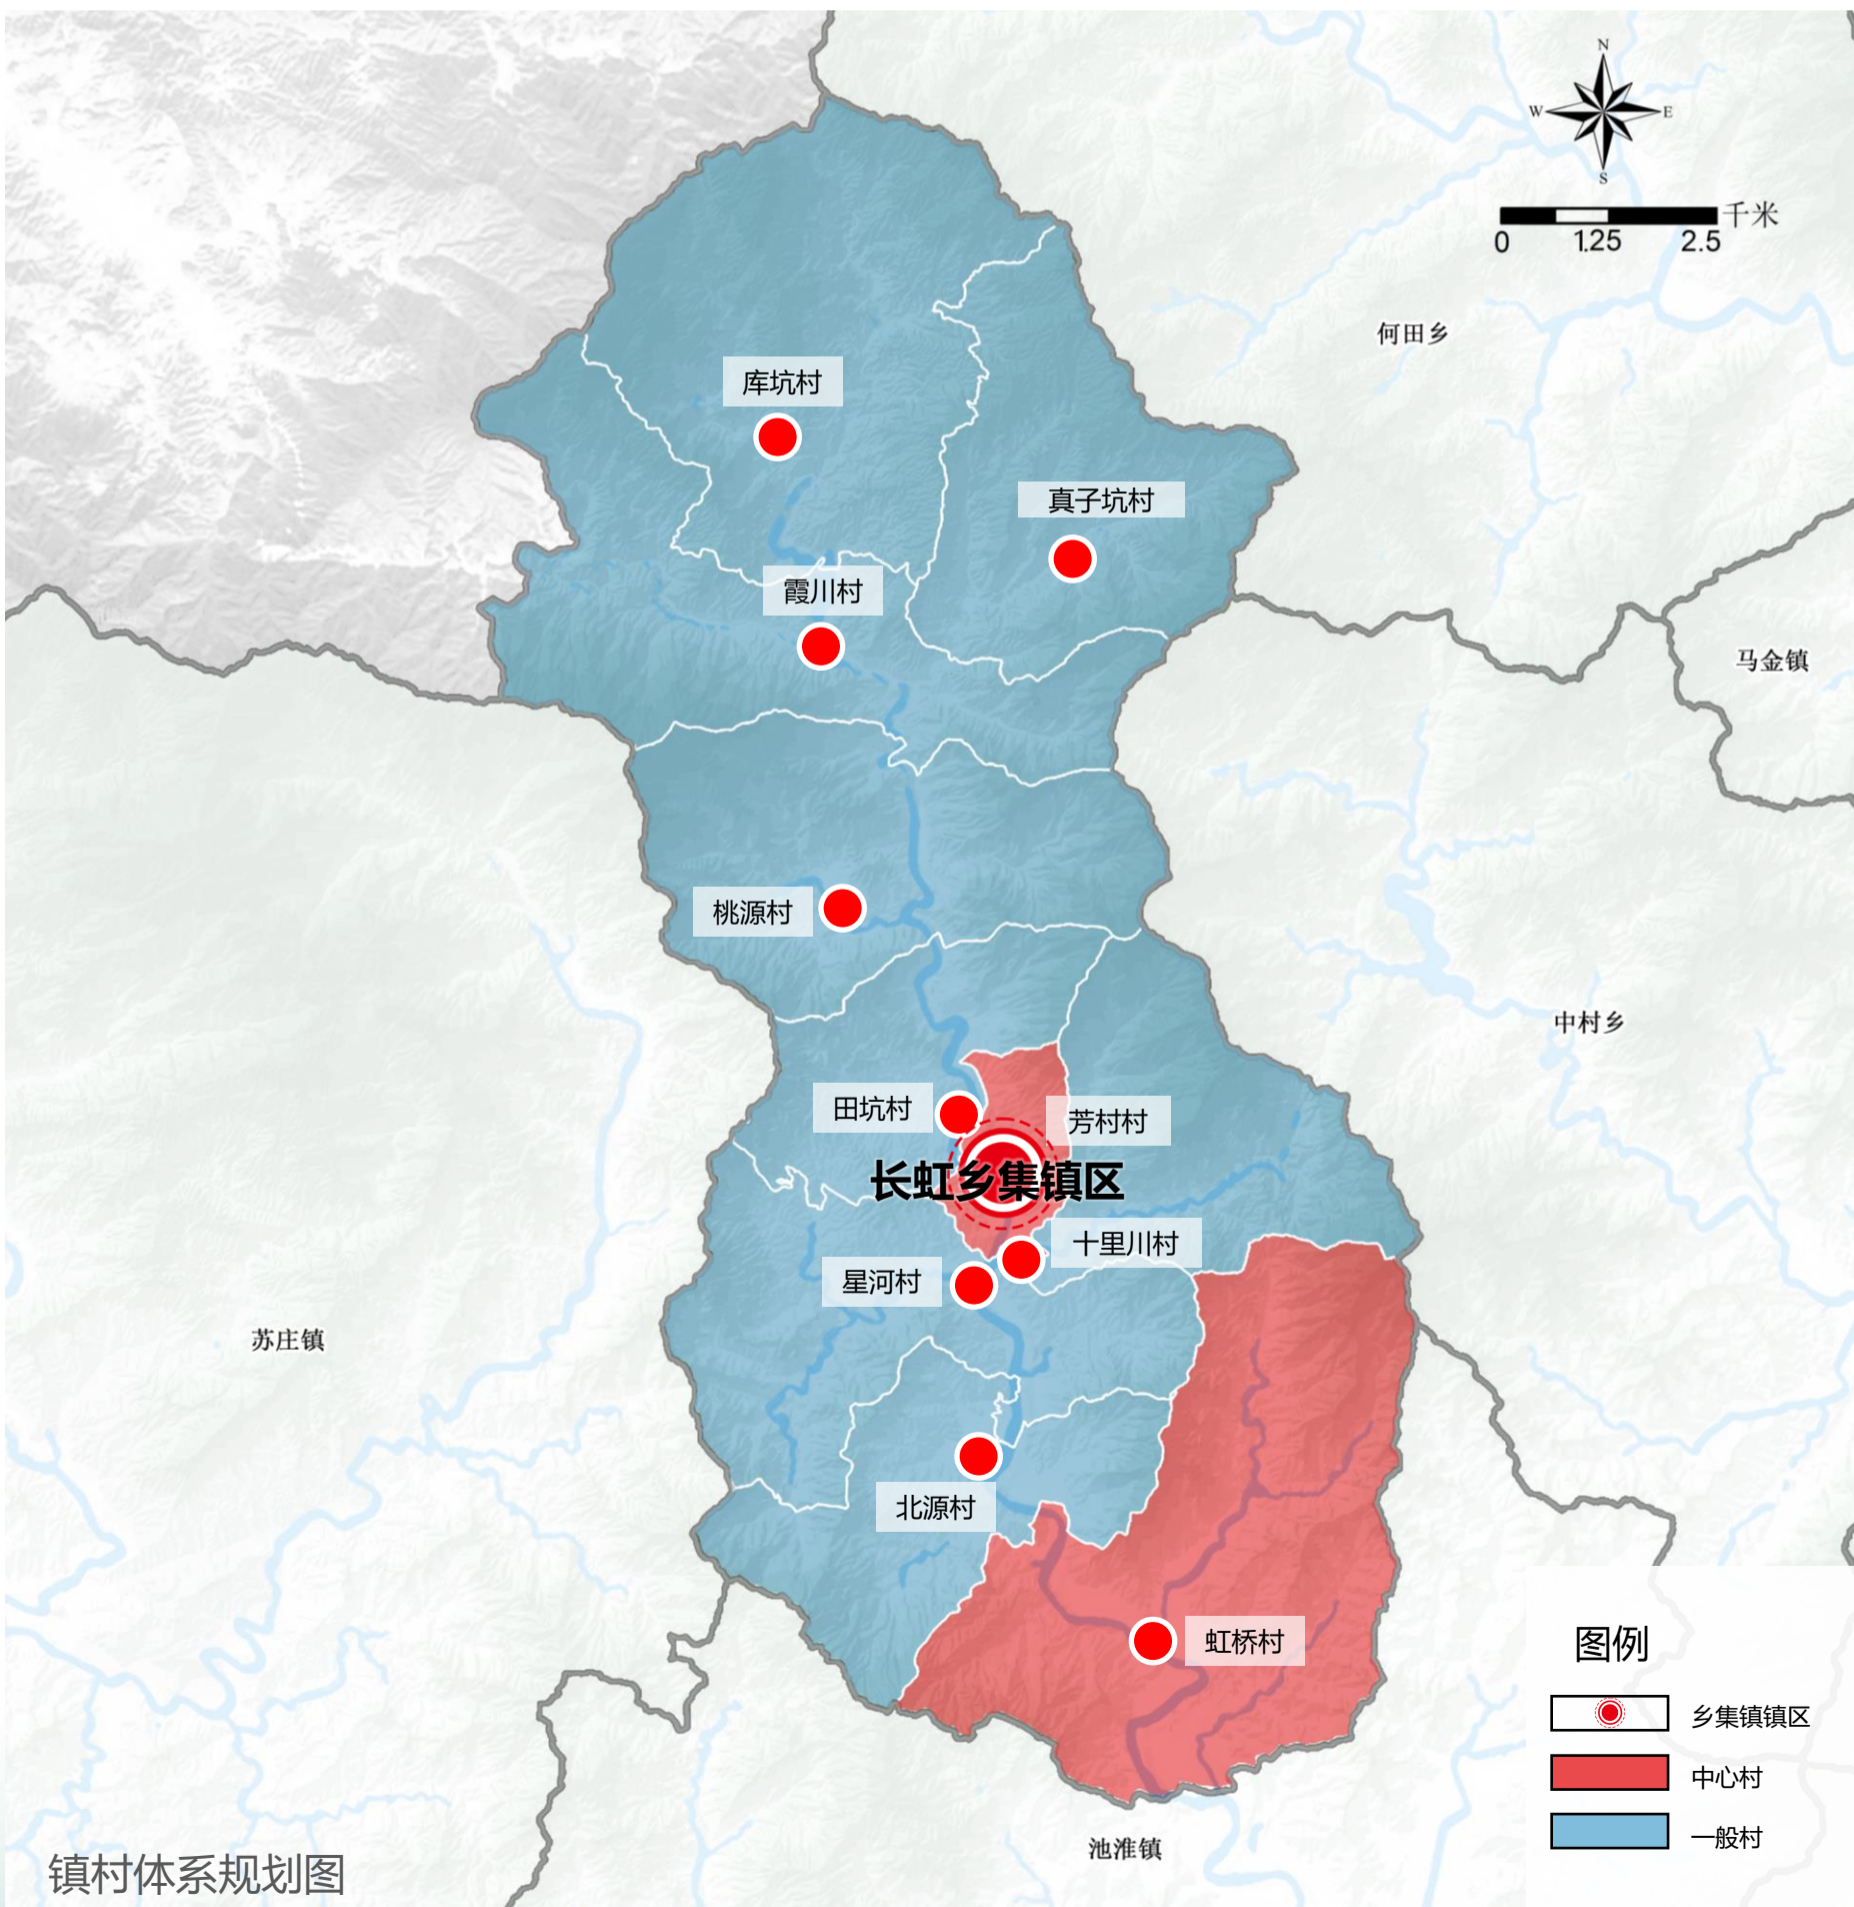 N
W
E
S
千米
0
1.25
2.5
何田乡
库坑村
真子坑村
霞川村
马金镇
桃源村
中村乡
田坑村
芳村村
长虹乡集镇区
十里川村
星河村
苏庄镇
北源村
虹桥村
图例
乡集镇镇区
中心村
一般村
池淮镇
镇村体系规划图